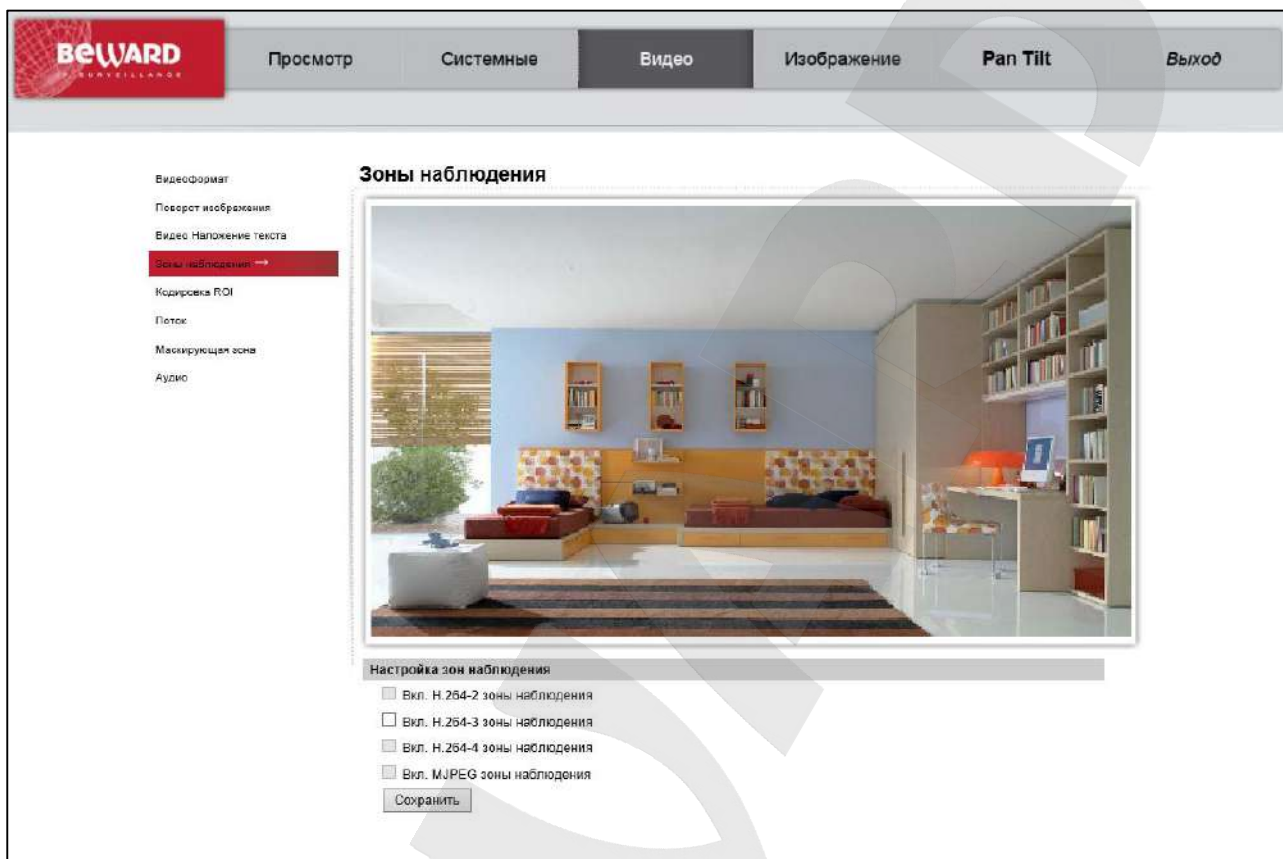 BEWARD
IP SURVEILLANCE
Просмотр
Системные
Видео
Изображение
Pan Tilt
Выход
Видеоформат
Поворот изображения
Видео Наложение текста
Зоны наблюдения →
Кодировка ROI
Поток
Маскирующая зона
Аудио
Зоны наблюдения
Настройка зон наблюдения
Вкл. H.264-2 зоны наблюдения
Вкл. H.264-3 зоны наблюдения
Вкл. H.264-4 зоны наблюдения
Вкл. MJPEG зоны наблюдения
Сохранить